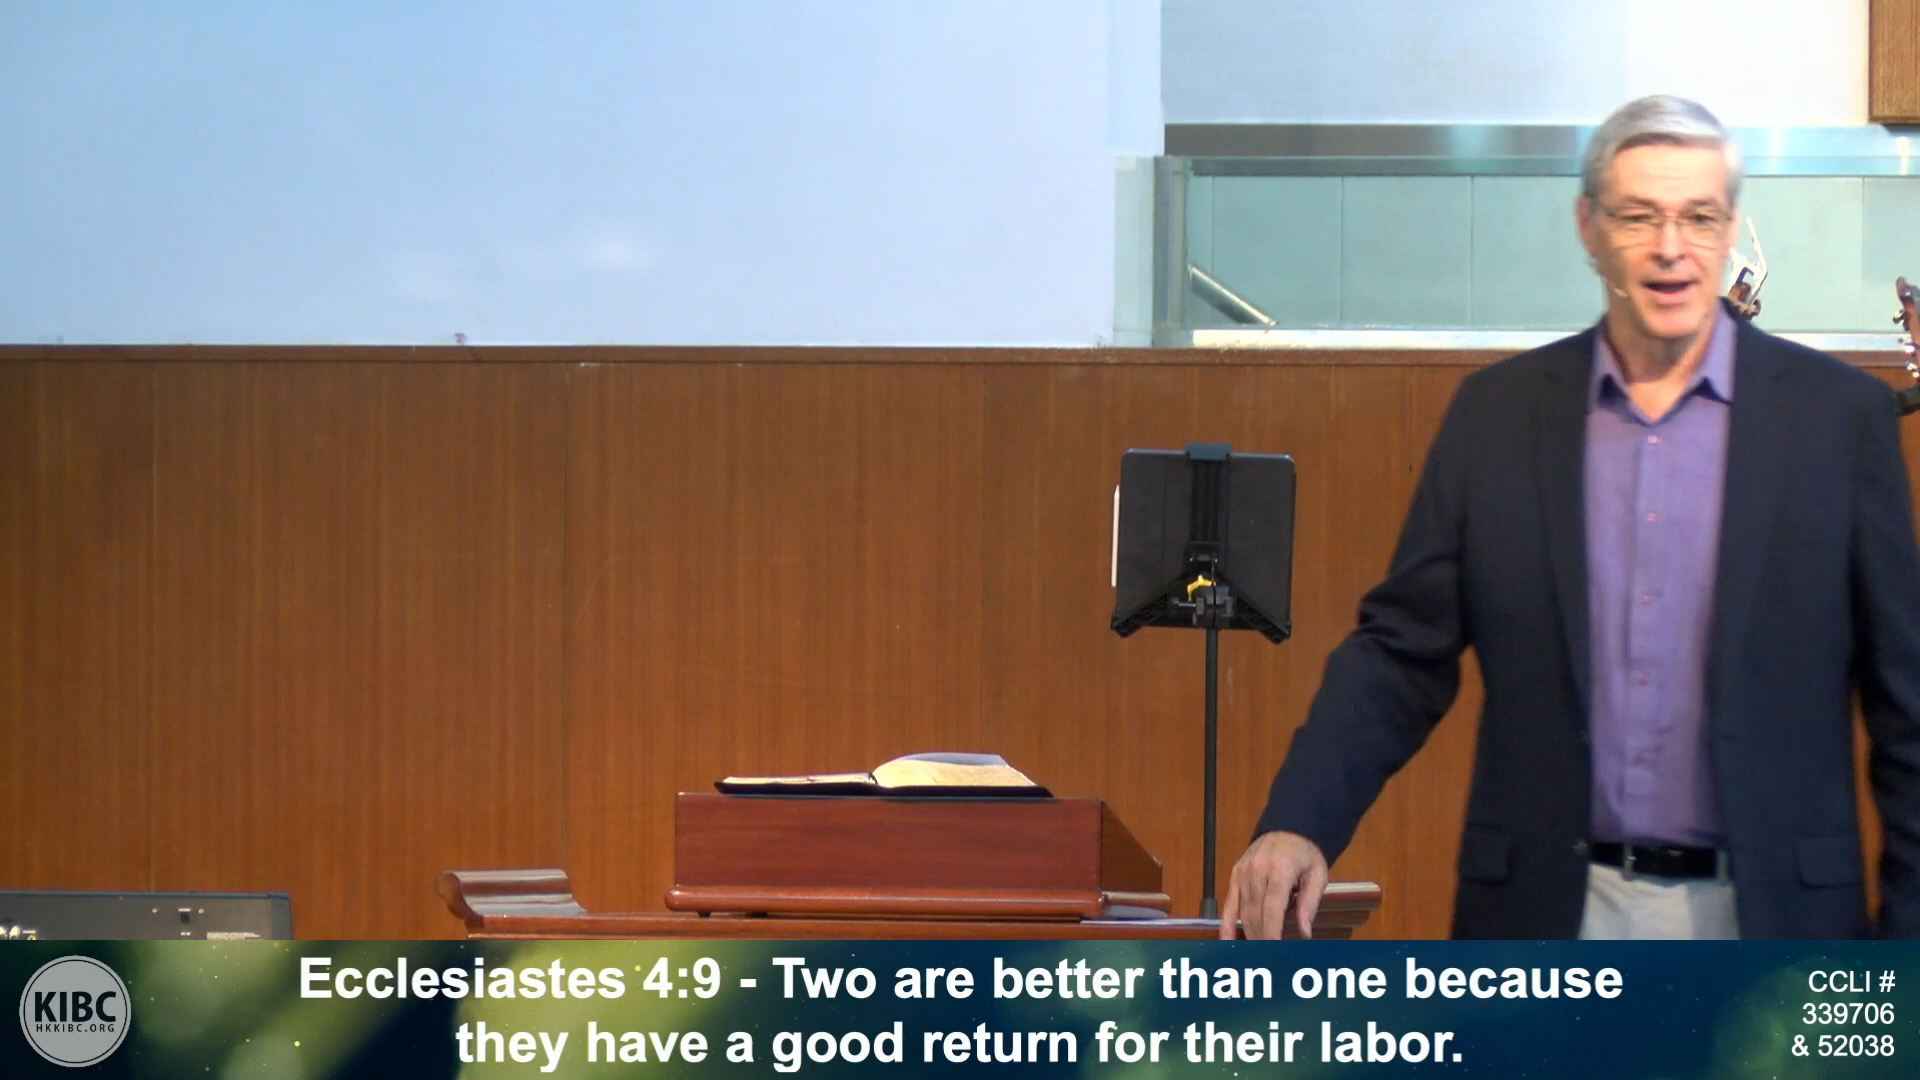 Ecclesiastes 4:9 - Two are better than one because
they have a good return for their labor.
KIBC
HKKIBC.ORG
CCLI #
339706
& 52038